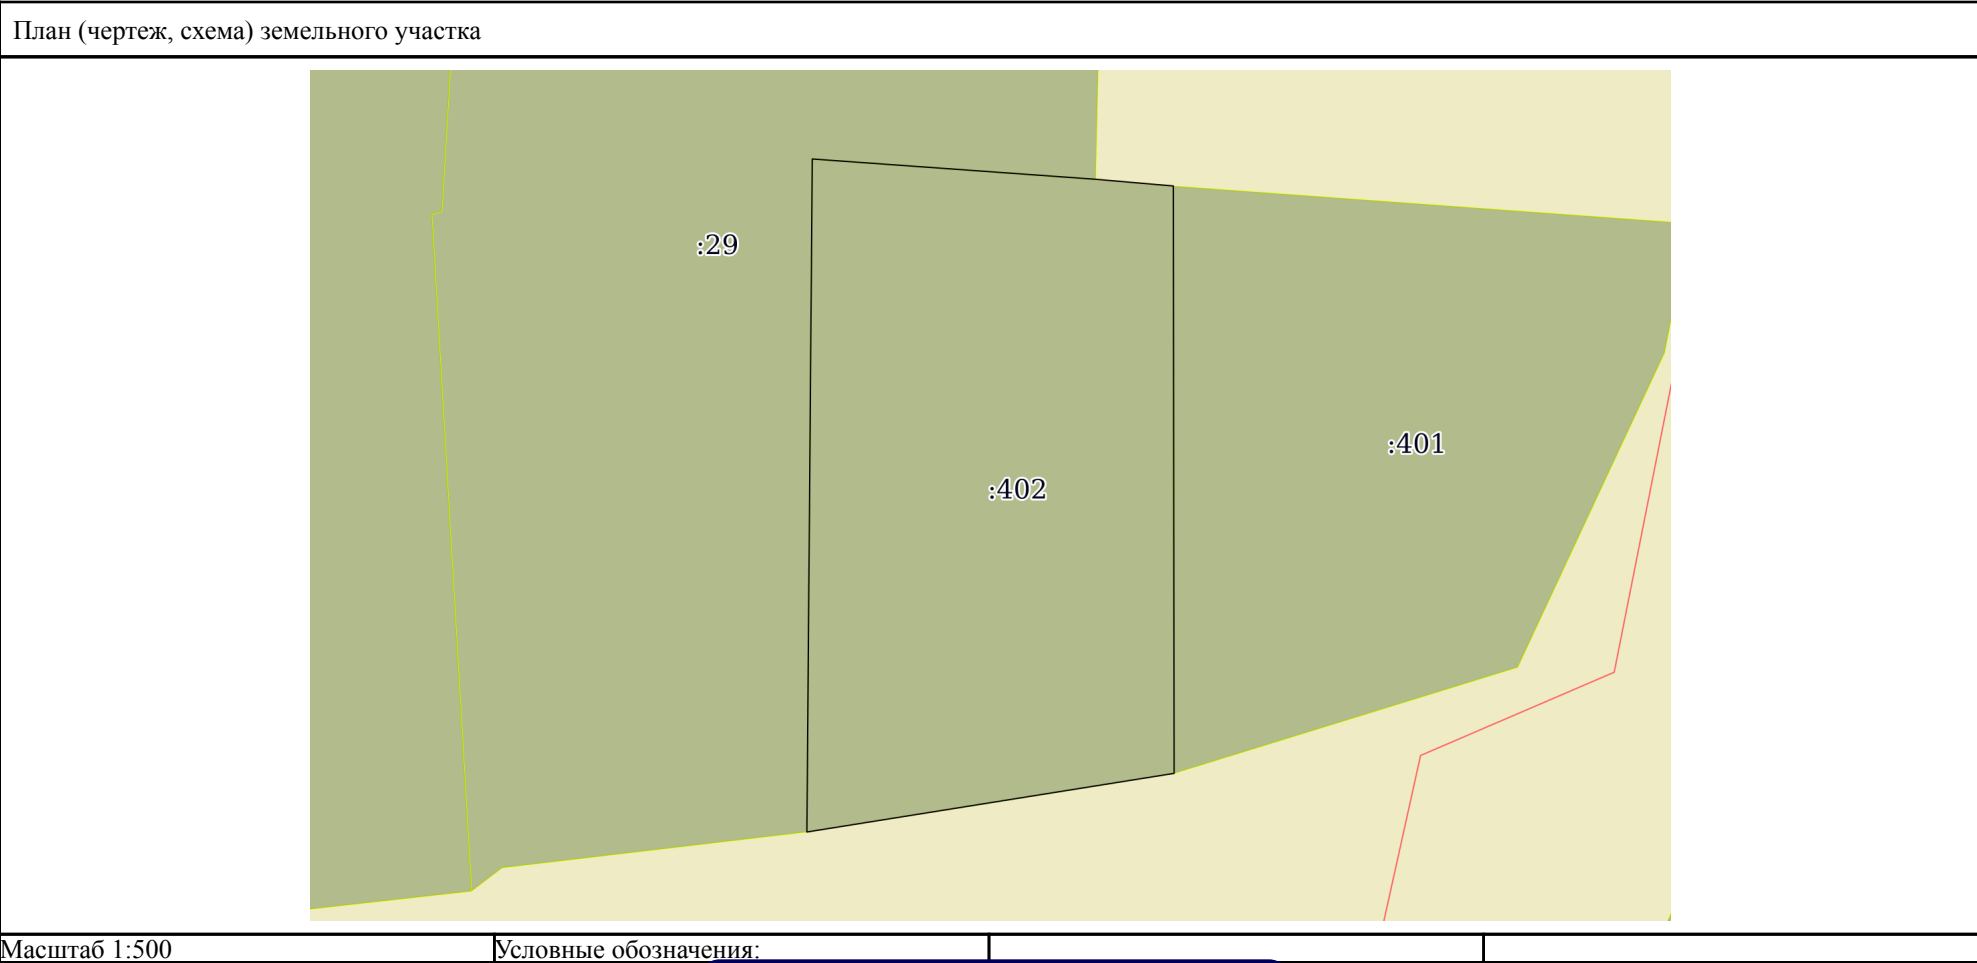 План (чертеж, схема) земельного участка
:29
:401
:402
Масштаб 1:500
Условные обозначения: